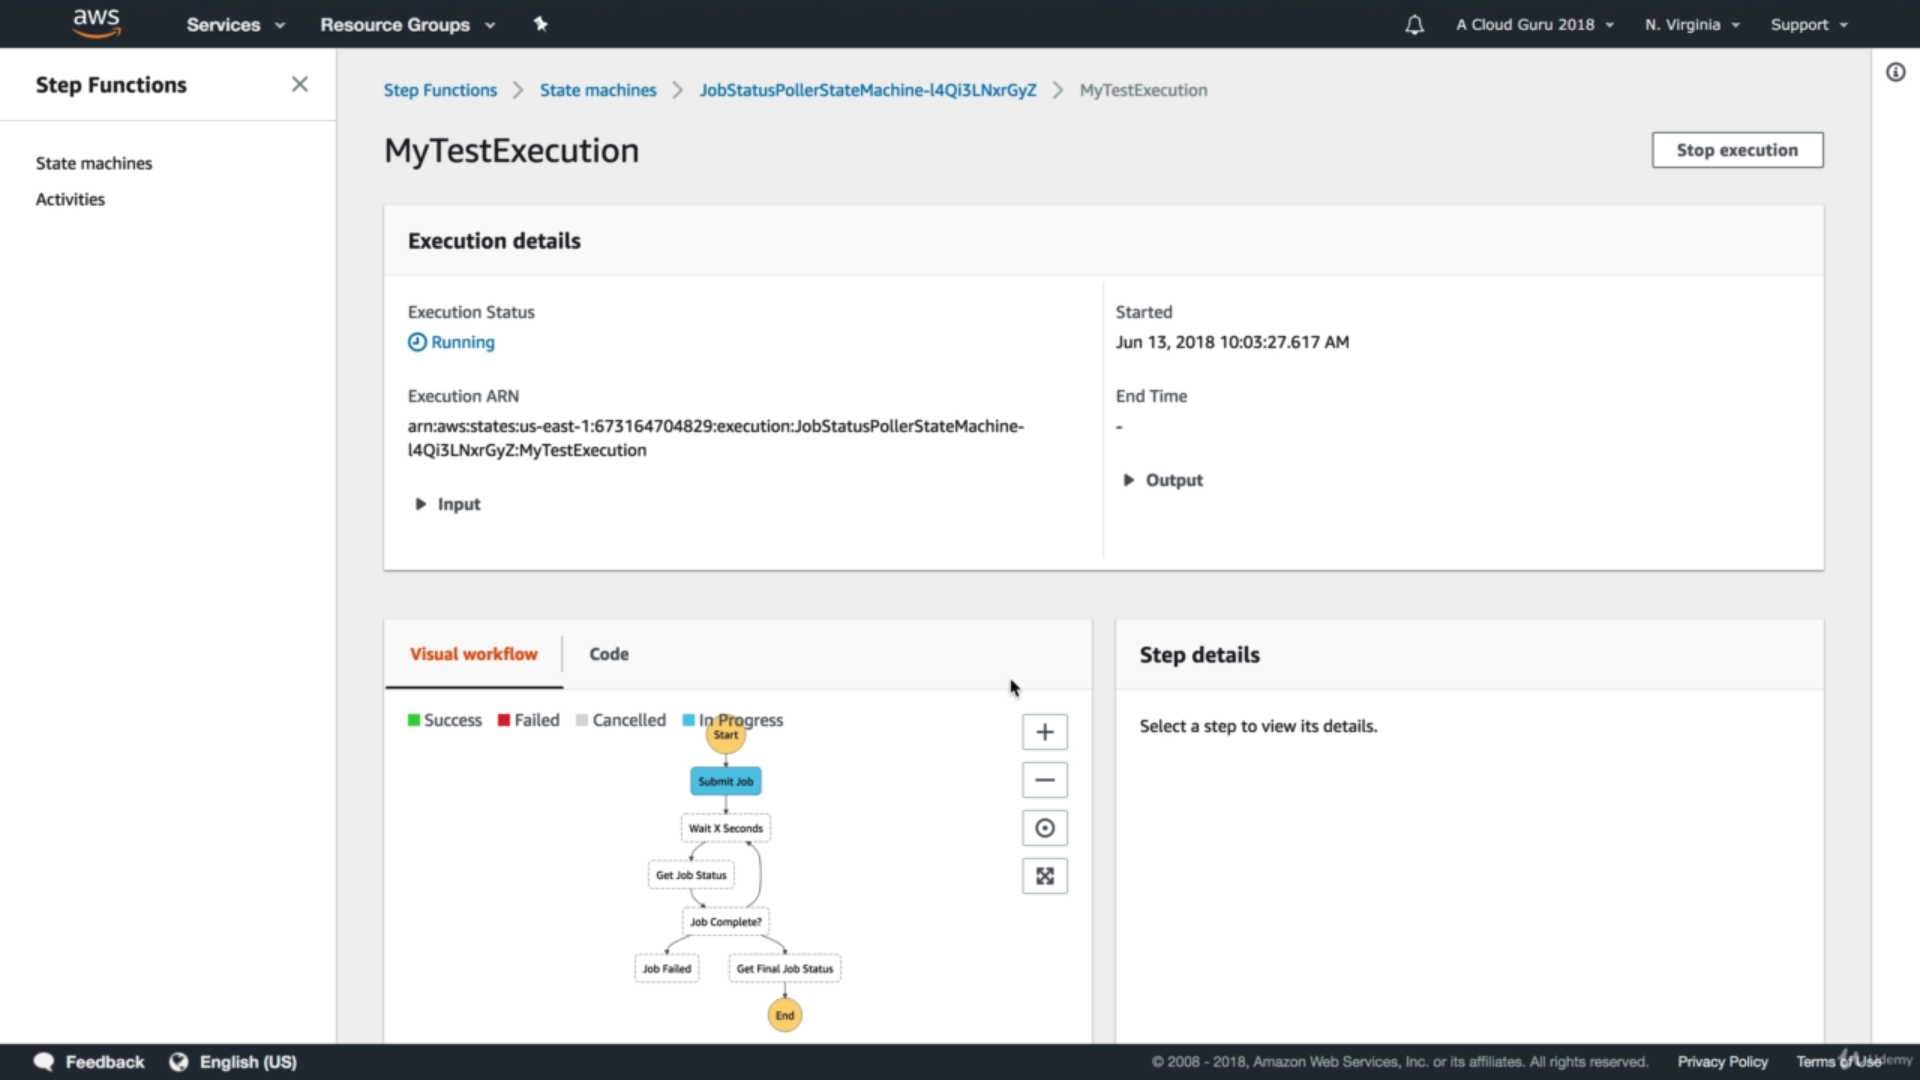 aws
Services
Resource Groups
A Cloud Guru 2018
N. Virginia
Support
Step Functions
State machines
Activities
Step Functions
State machines
JobStatusPollerStateMachine-l4Qi3LNxrGyZ
MyTestExecution
MyTestExecution
Stop execution
Execution details
Execution Status
Running
Execution ARN
arn:aws:states:us-east-1:673164704829:execution:JobStatusPollerStateMachine-
l4Qi3LNxrGyZ:MyTestExecution
Input
Started
Jun 13, 2018 10:03:27.617 AM
End Time
-
Output
Visual workflow
Code
Success
Failed
Cancelled
In Progress
Start
Submit Job
Wait X Seconds
Get Job Status
Job Complete?
Job Failed
Get Final Job Status
End
Step details
Select a step to view its details.
Feedback
English (US)
© 2008 - 2018, Amazon Web Services, Inc. or its affiliates. All rights reserved.
Privacy Policy
Terms of Use
Udemy